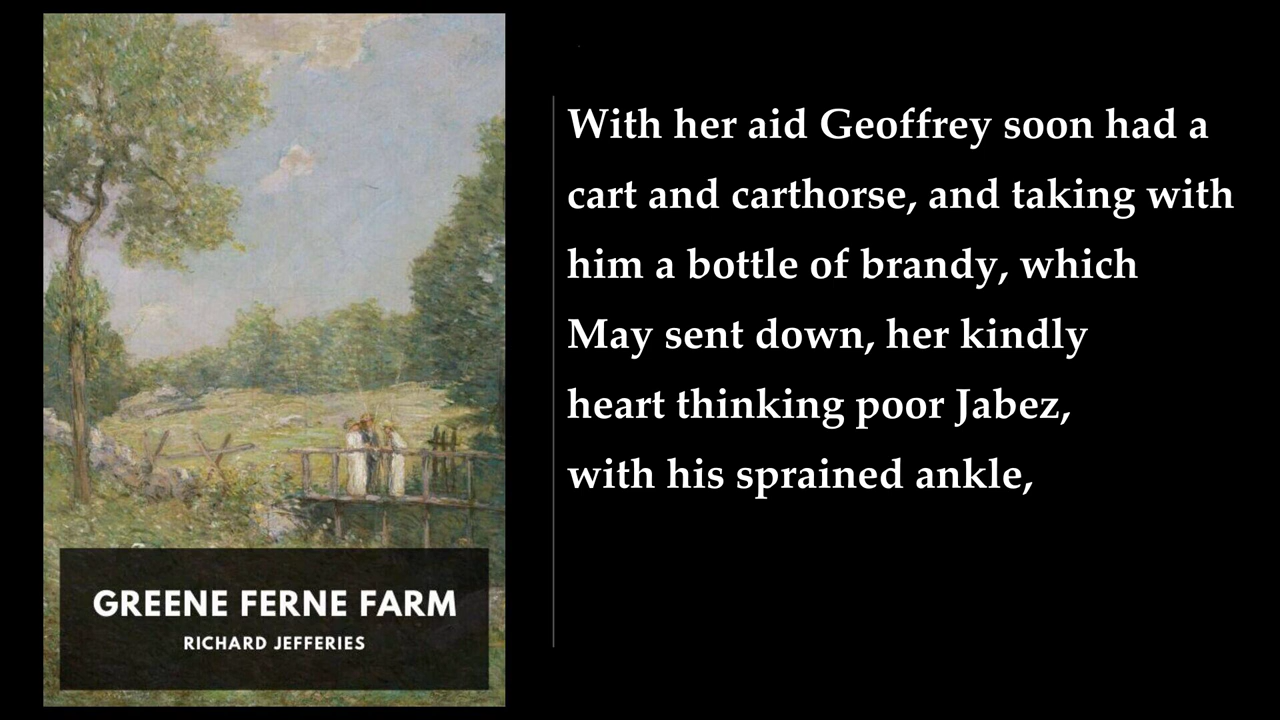 With her aid Geoffrey soon had a
cart and carthorse, and taking with
him a bottle of brandy, which
May sent down, her kindly
heart thinking poor Jabez,
with his sprained ankle,
GREENE FERNE FARM
RICHARD JEFFERIES